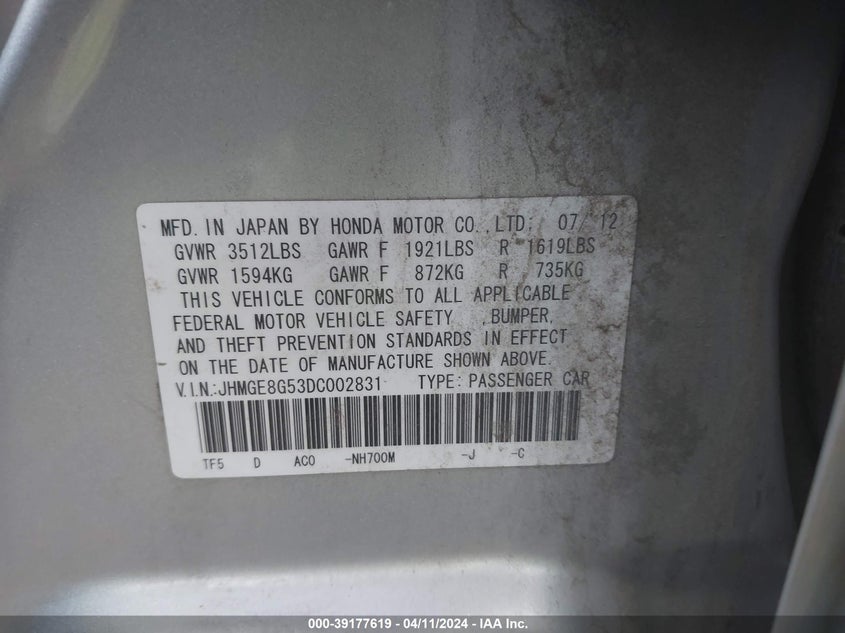 MFD. IN JAPAN BY HONDA MOTOR CO.,LTD. 07/12
GVWR 3512LBS GAWR F 1921LBS R 1619LBS
GVWR 1594KG GAWR F 872KG R 735KG
THIS VEHICLE CONFORMS TO ALL APPLICABLE
FEDERAL MOTOR VEHICLE SAFETY ,BUMPER,
AND THEFT PREVENTION STANDARDS IN EFFECT
ON THE DATE OF MANUFACTURE SHOWN ABOVE.
V.I.N.:JHMGE8G53DC002831 TYPE: PASSENGER CAR
TF5 D AC0 -NH700M -J -C
000-39177619 - 04/11/2024 - IAA Inc.